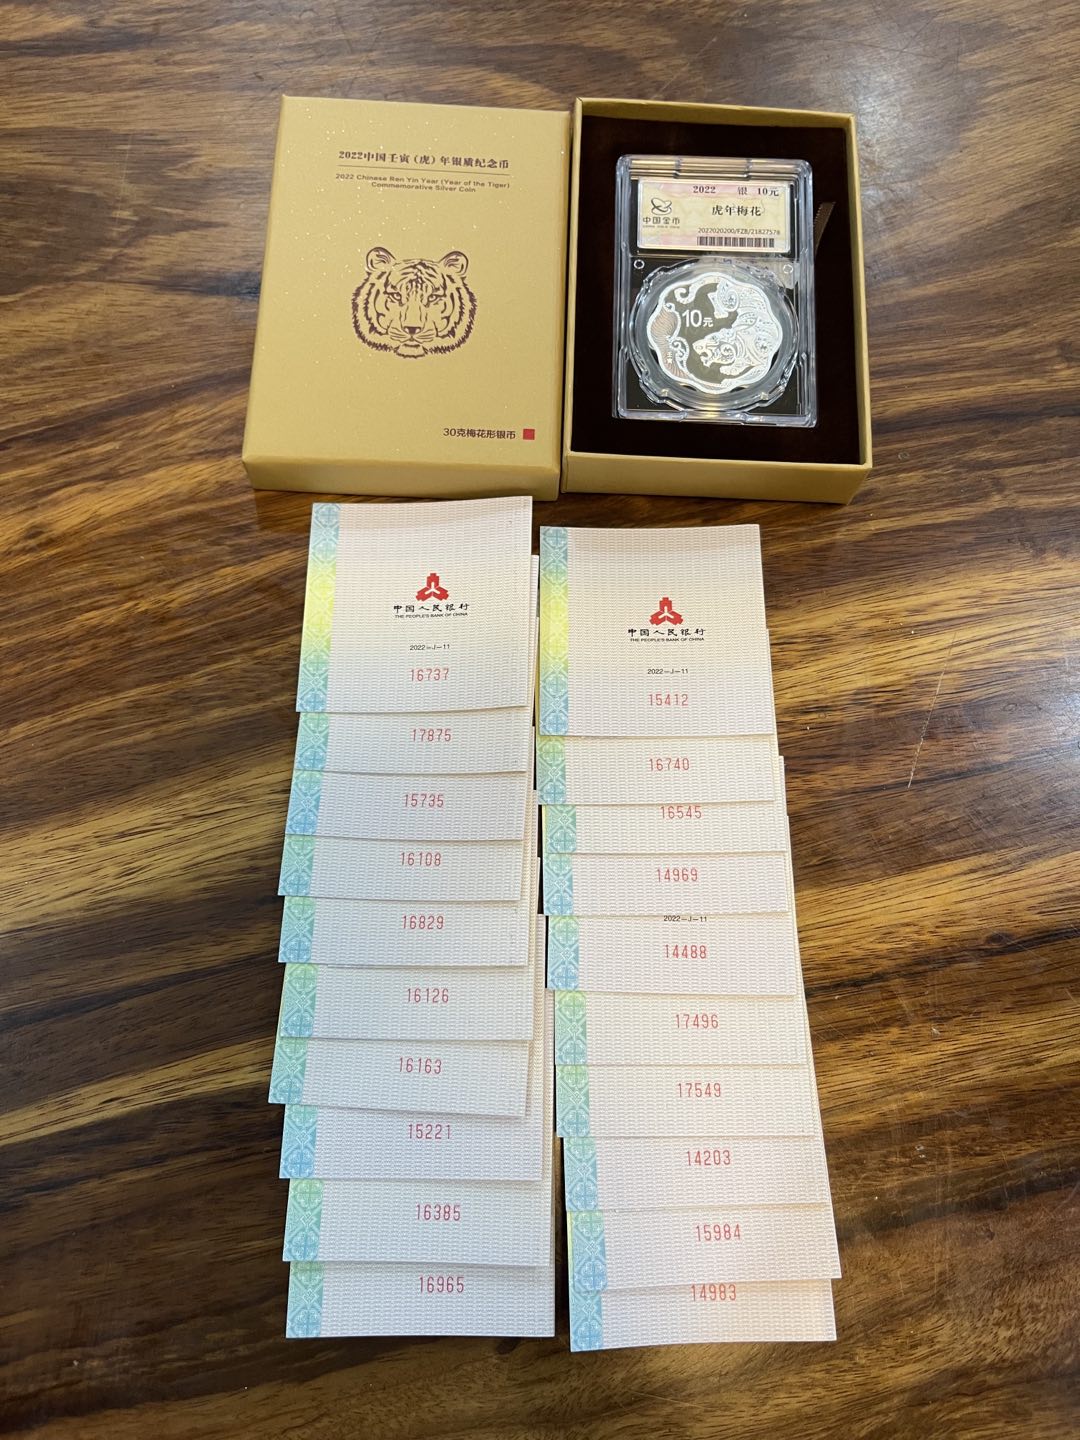 2022中国壬寅（虎）年银质纪念币
2022 Chinese Ren Yin Year (Year of the Tiger)
Commemorative Silver Coin
30克梅花形银币
2022 银 10元
中国金币
虎年梅花
2027020200/FZB/21827578
10元
中国人民银行
THE PEOPLE'S BANK OF CHINA
2022-J-11
16737
17875
15735
16108
16829
16126
16163
15221
16385
16965
中国人民银行
THE PEOPLE'S BANK OF CHINA
2022-J-11
15412
16740
16545
14969
2022-J-11
14488
17496
17549
14203
15984
14983